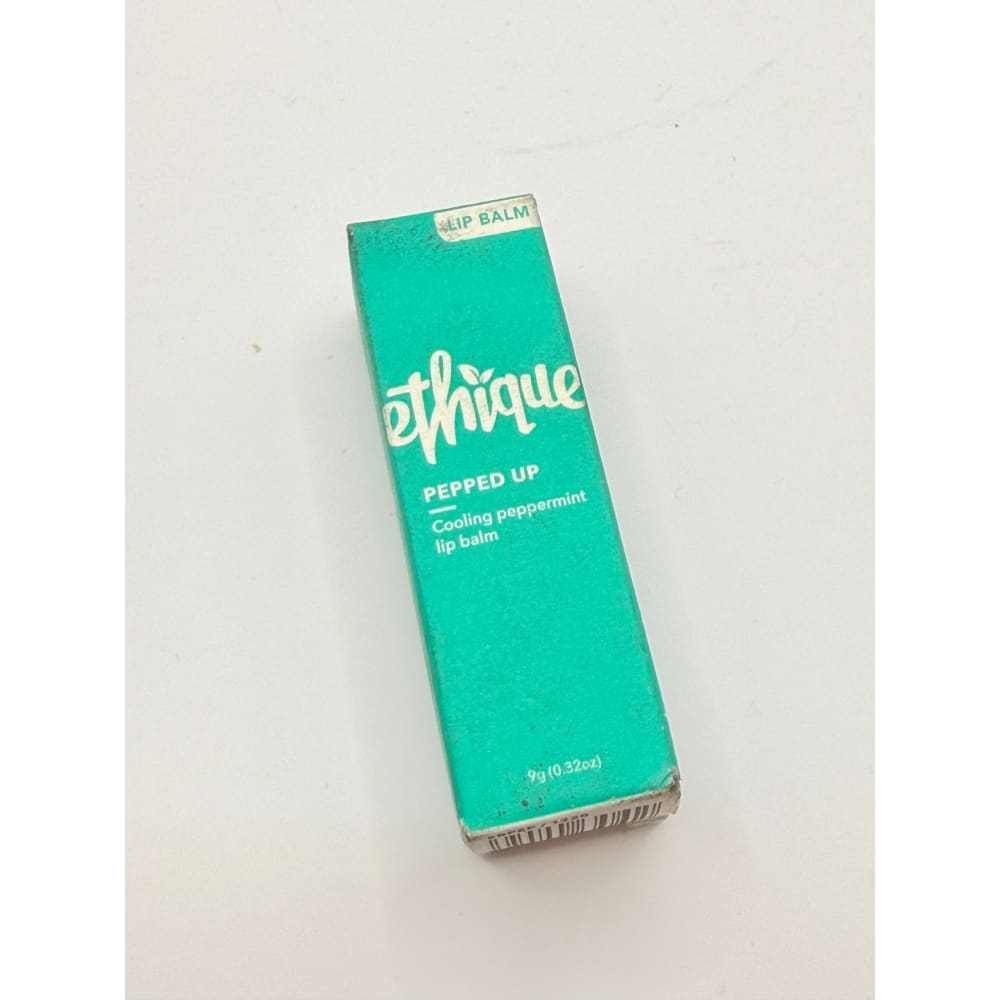 LIP BALM
ethique
PEPPED UP
Cooling peppermint
lip balm
9g (0.32oz)